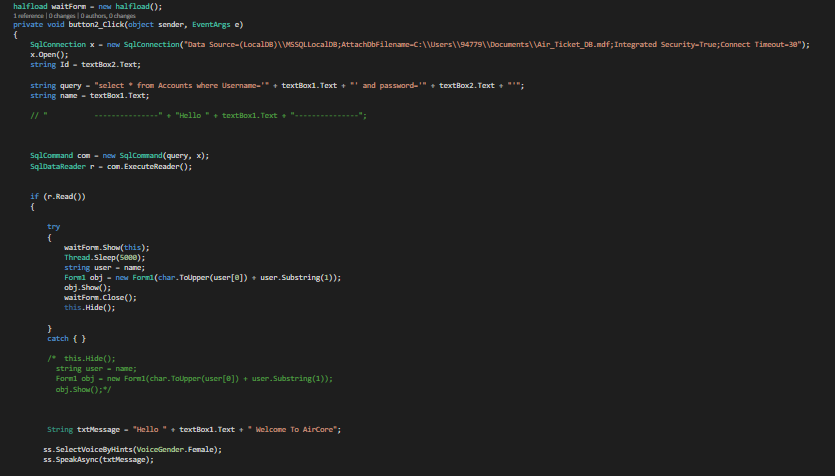 halfload waitForm = new halfload();
1 reference | 0 changes | 0 authors, 0 changes
private void button2_Click(object sender, EventArgs e)
{
SqlConnection x = new SqlConnection("Data Source=(LocalDB)\\MSSQLLocalDB;AttachDbFilename=C:\\Users\\94779\\Documents\\Air_Ticket_DB.mdf;Integrated Security=True;Connect Timeout=30");
x.Open();
string Id = textBox2.Text;
string query = "select * from Accounts where Username='" + textBox1.Text + "' and password='" + textBox2.Text + "'";
string name = textBox1.Text;
// " ---------------" + "Hello " + textBox1.Text + "---------------";
SqlCommand com = new SqlCommand(query, x);
SqlDataReader r = com.ExecuteReader();
if (r.Read())
{
try
{
waitForm.Show(this);
Thread.Sleep(5000);
string user = name;
Form1 obj = new Form1(char.ToUpper(user[0]) + user.Substring(1));
obj.Show();
waitForm.Close();
this.Hide();
}
catch { }
/* this.Hide();
string user = name;
Form1 obj = new Form1(char.ToUpper(user[0]) + user.Substring(1));
obj.Show();*/
String txtMessage = "Hello " + textBox1.Text + " Welcome To AirCore";
ss.SelectVoiceByHints(VoiceGender.Female);
ss.SpeakAsync(txtMessage);